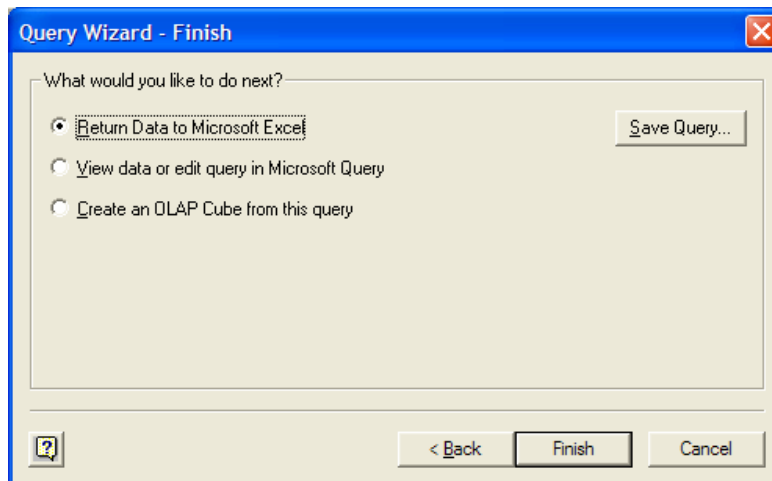 Query Wizard - Finish
What would you like to do next?
Return Data to Microsoft Excel
Save Query...
View data or edit query in Microsoft Query
Create an OLAP Cube from this query
?
< Back
Finish
Cancel